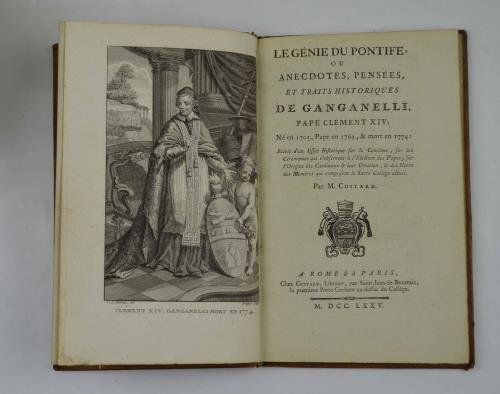 CLEMENT XIV. GANGANELLI MORT EN 1774.
LE GÉNIE DU PONTIFE,
OU
ANECDOTES, PENSÉES,
ET TRAITS HISTORIQUES
DE GANGANELLI,
PAPE CLEMENT XIV;
Né en 1705, Pape en 1769, & mort en 1774:
Suivis d'un Essai Historique sur le Conclave, sur les
Cérémonies qui s'observent à l'Election des Papes; sur
l'Origine des Cardinaux & leur Création, & des Noms
des Membres qui composent le Sacré Collége actuel.
Par M. COSTARD.
A ROME & A PARIS,
Chez COSTARD, Libraire, rue Saint-Jean-de-Beauvais,
la premiere Porte Cochere au-dessus du Collége.
M. DCC. LXXV.